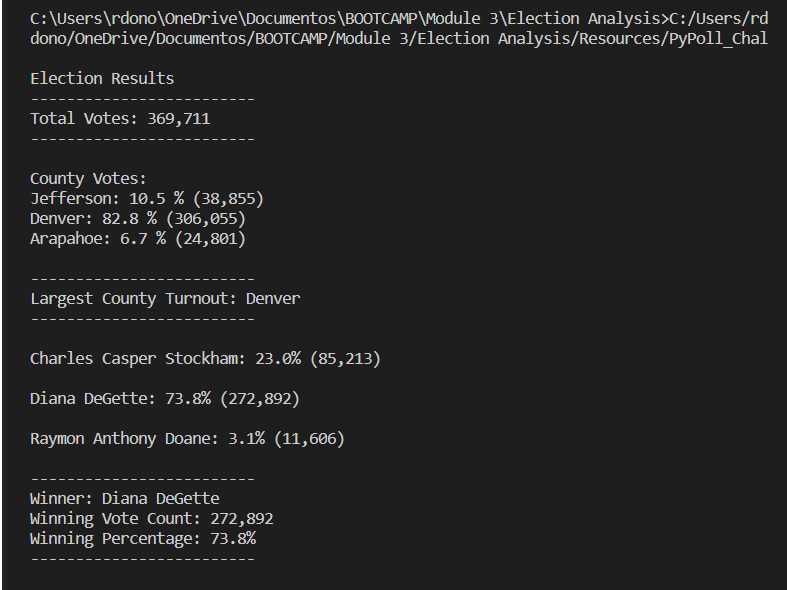 C:\Users\rdono\OneDrive\Documentos\BOOTCAMP\Module 3\Election Analysis>C:/Users/rd
dono/OneDrive/Documentos/BOOTCAMP/Module 3/Election Analysis/Resources/PyPoll_Chal
Election Results
-------------------------
Total Votes: 369,711
-------------------------
County Votes:
Jefferson: 10.5 % (38,855)
Denver: 82.8 % (306,055)
Arapahoe: 6.7 % (24,801)
-------------------------
Largest County Turnout: Denver
-------------------------
Charles Casper Stockham: 23.0% (85,213)
Diana DeGette: 73.8% (272,892)
Raymon Anthony Doane: 3.1% (11,606)
-------------------------
Winner: Diana DeGette
Winning Vote Count: 272,892
Winning Percentage: 73.8%
-------------------------